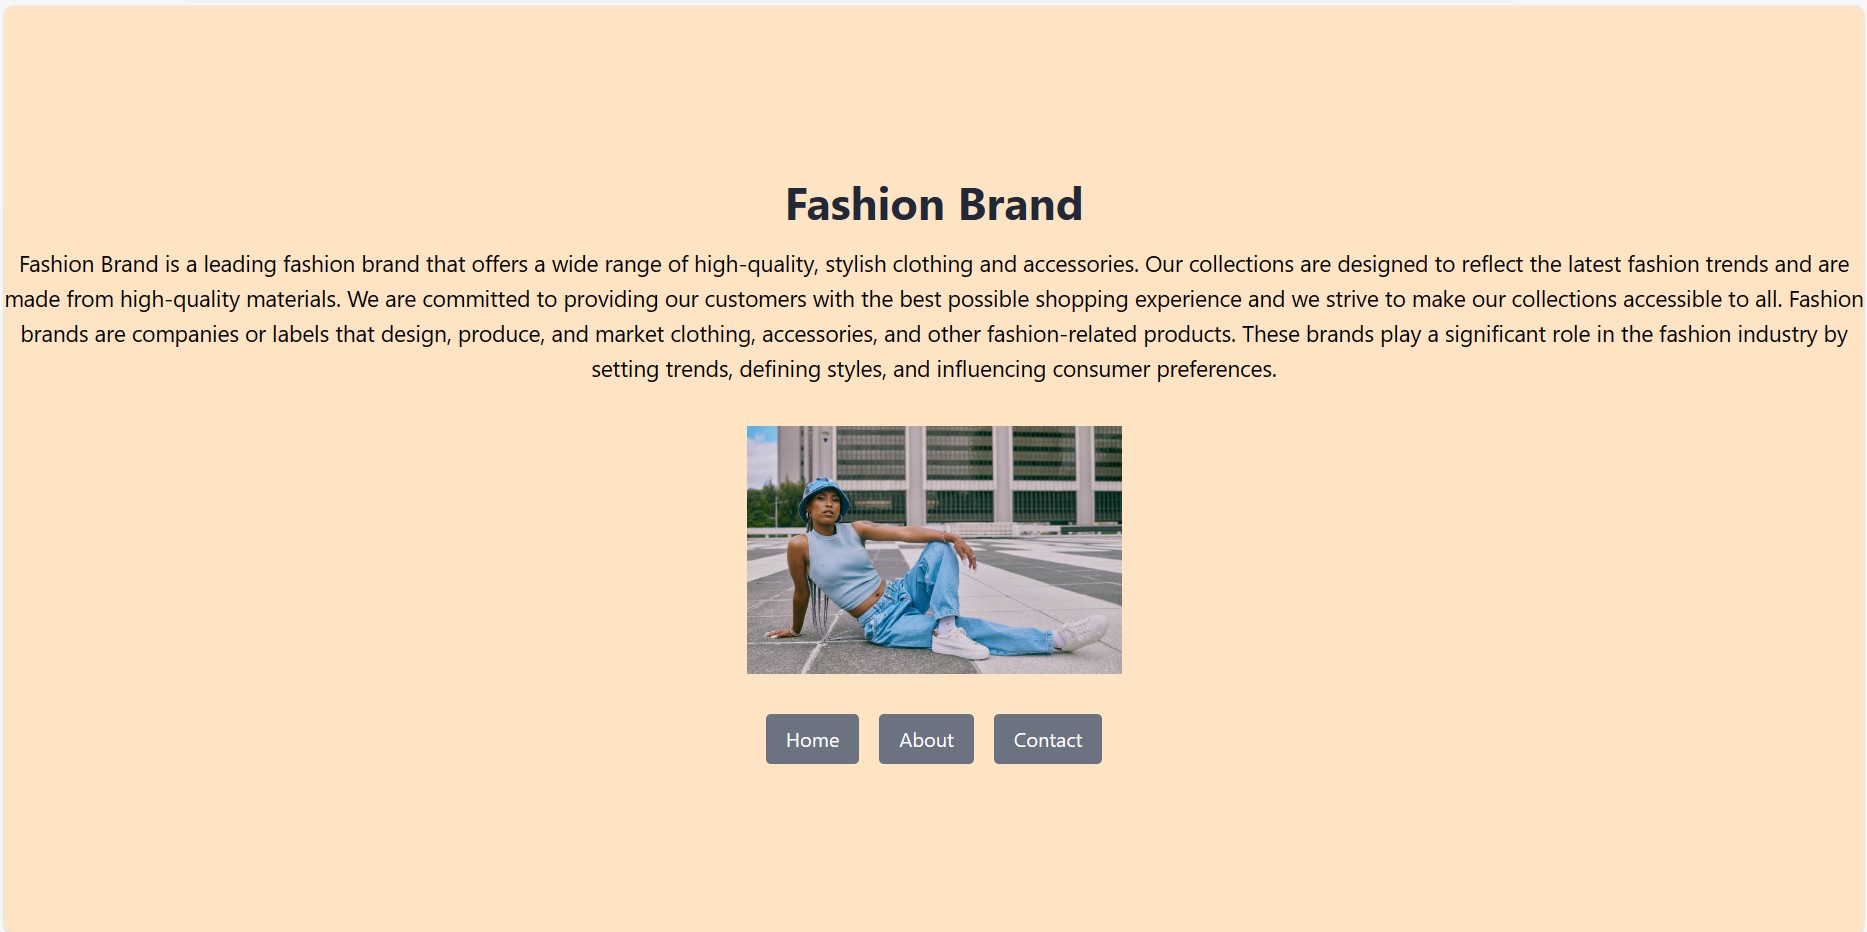 Fashion Brand
Fashion Brand is a leading fashion brand that offers a wide range of high-quality, stylish clothing and accessories. Our collections are designed to reflect the latest fashion trends and are
made from high-quality materials. We are committed to providing our customers with the best possible shopping experience and we strive to make our collections accessible to all. Fashion
brands are companies or labels that design, produce, and market clothing, accessories, and other fashion-related products. These brands play a significant role in the fashion industry by
setting trends, defining styles, and influencing consumer preferences.
Home About Contact